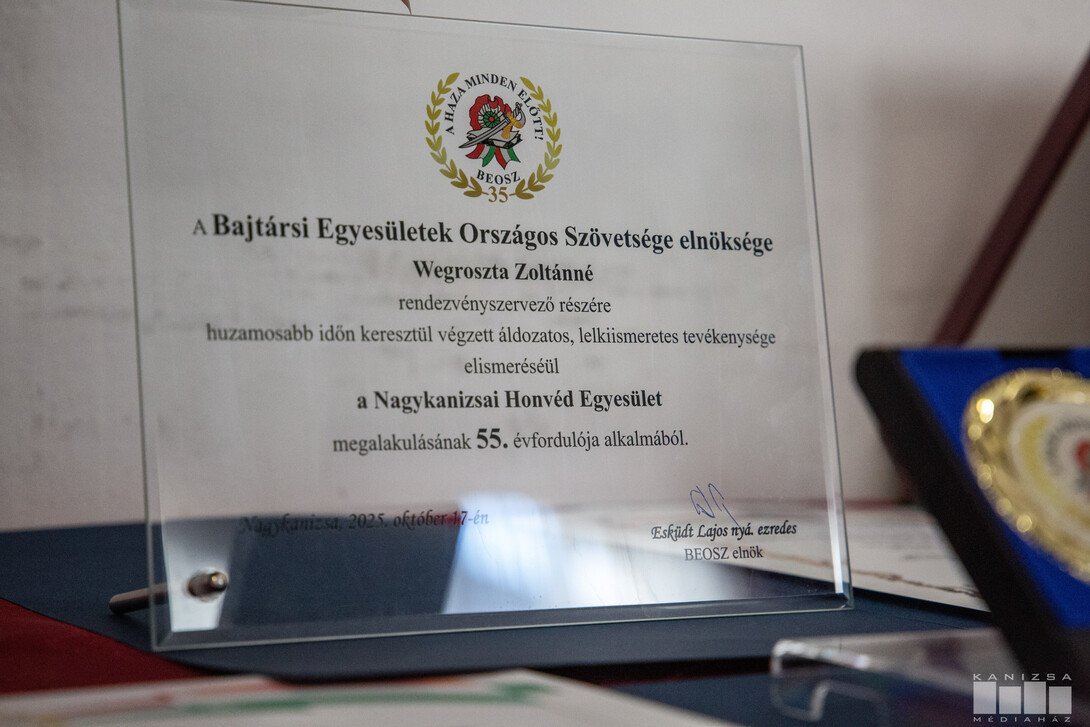 A HAZA MINDEN ELŐTT!
BEOSZ
35
A Bajtársi Egyesületek Országos Szövetsége elnöksége
Wegroszta Zoltánné
rendezvényszervező részére
huzamosabb időn keresztül végzett áldozatos, lelkiismeretes tevékenysége
elismeréséül
a Nagykanizsai Honvéd Egyesület
megalakulásának 55. évfordulója alkalmából.
Nagykanizsa, 2025. október 17-én
Esküdt Lajos nyá. ezredes
BEOSZ elnök
KANIZSA
MÉDIAHÁZ